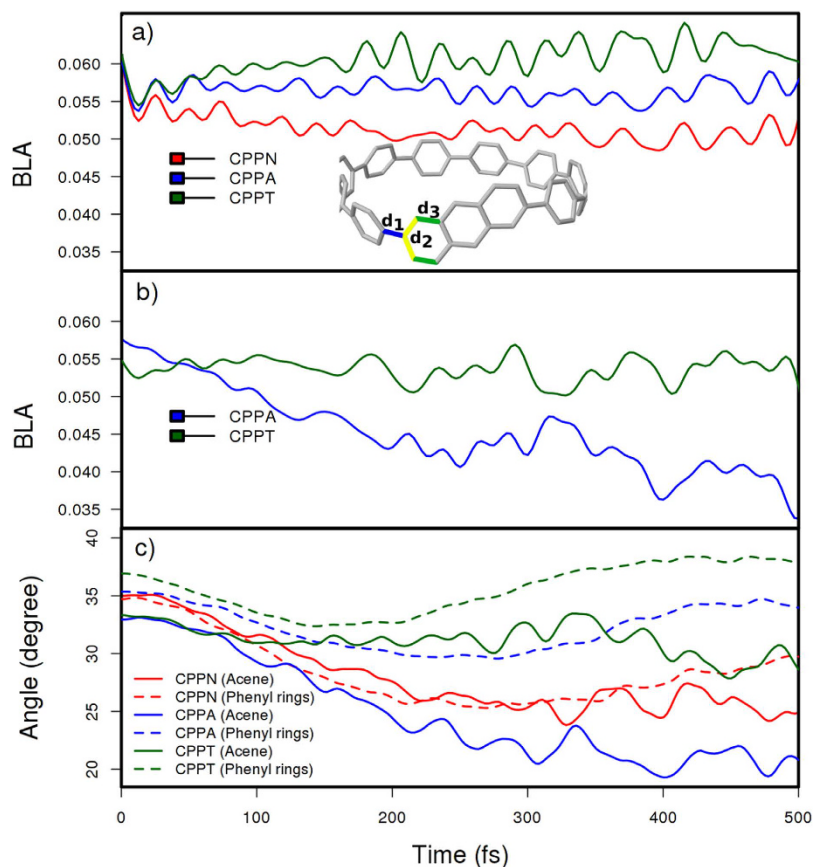 a)
BLA
0.060
0.055
0.050
0.045
0.040
0.035
CPPN
CPPA
CPPT
d1
d2
d3
b)
BLA
0.060
0.055
0.050
0.045
0.040
0.035
CPPA
CPPT
c)
Angle (degree)
40
35
30
25
20
CPPN (Acene)
CPPN (Phenyl rings)
CPPA (Acene)
CPPA (Phenyl rings)
CPPT (Acene)
CPPT (Phenyl rings)
0 100 200 300 400 500
Time (fs)